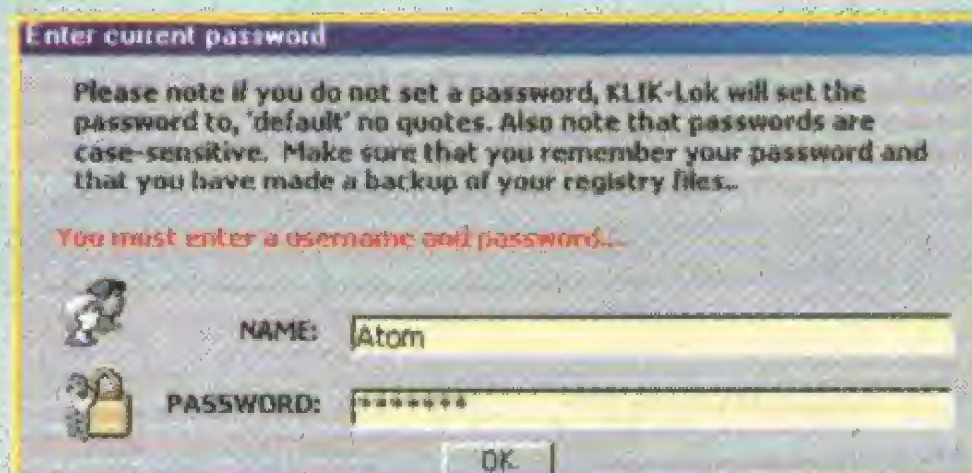 Enter current password
Please note if you do not set a password, KLIK-Lok will set the
password to, 'default' no quotes. Also note that passwords are
case-sensitive. Make sure that you remember your password and
that you have made a backup of your registry files...
You must enter a username and password...
NAME: Atom
PASSWORD: *******
OK